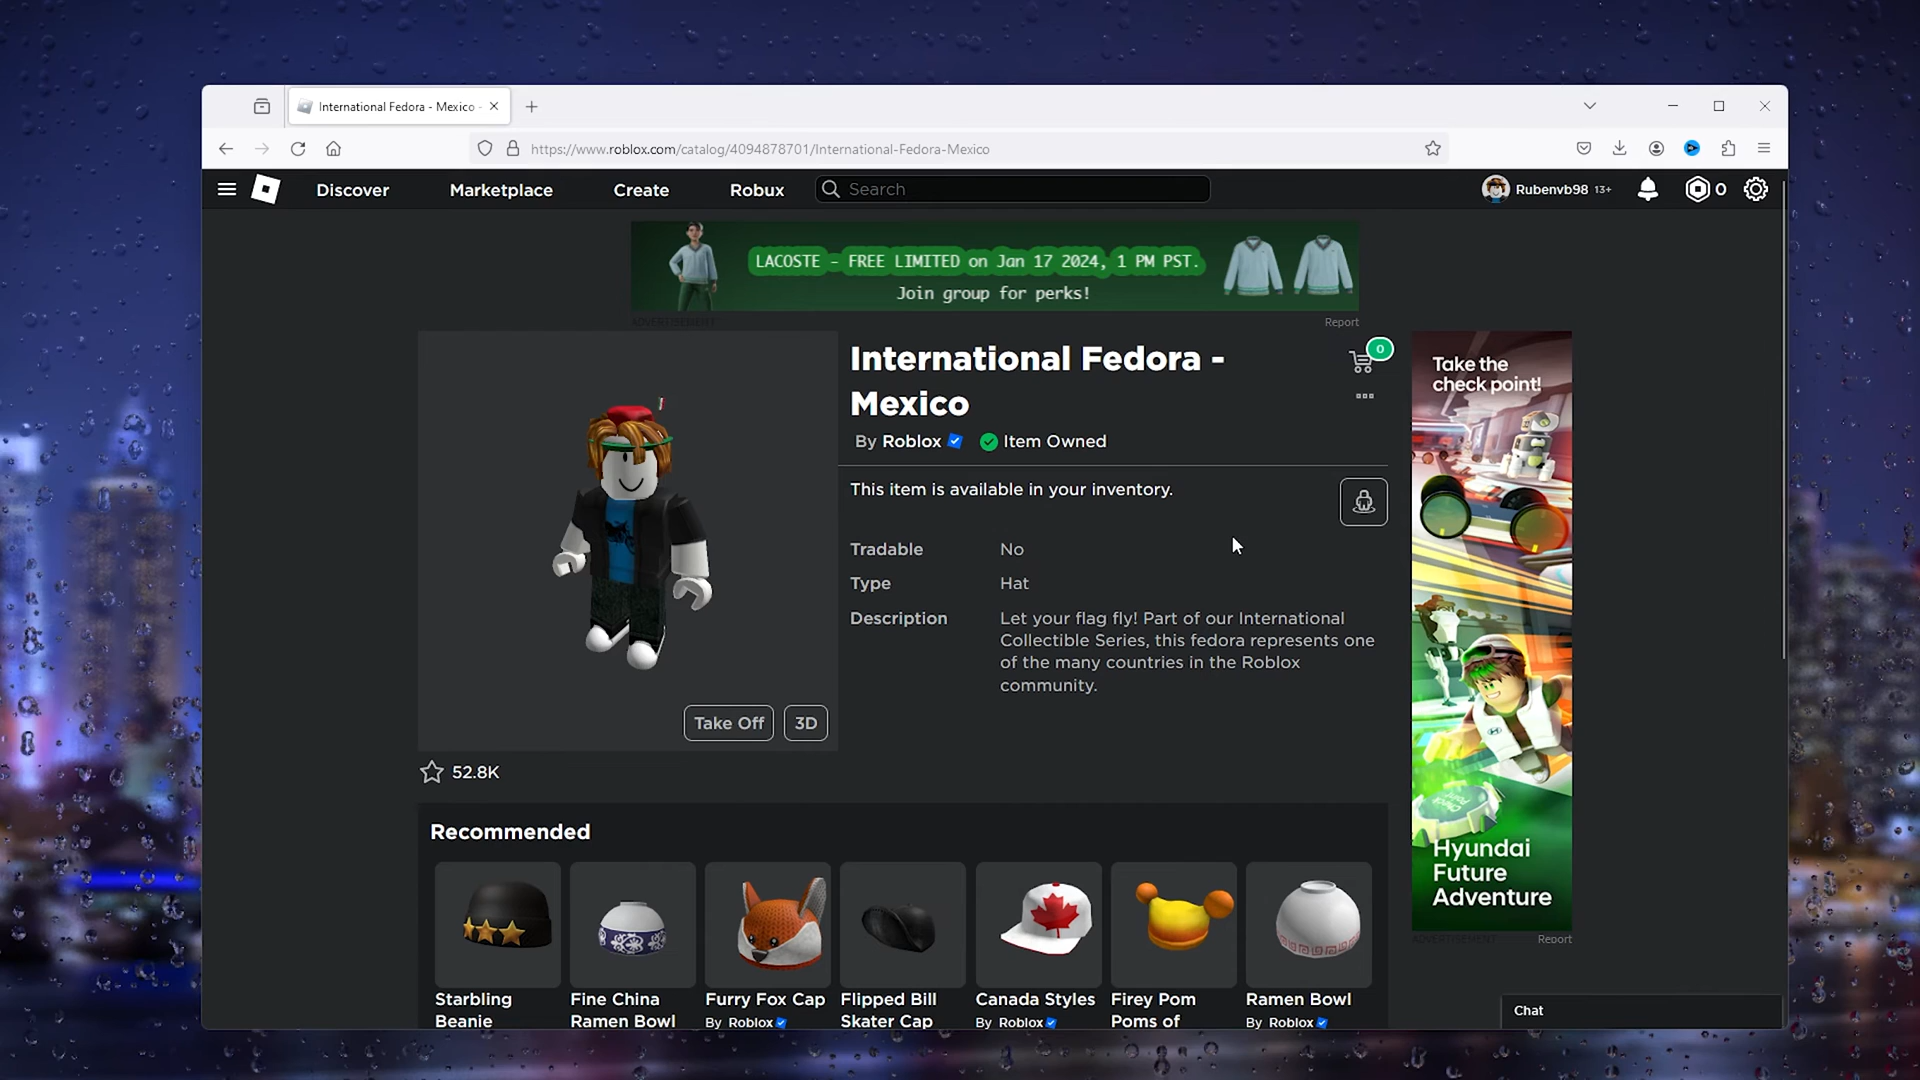 International Fedora - Mexico -
https://www.roblox.com/catalog/4094878701/International-Fedora-Mexico
Discover
Marketplace
Create
Robux
Search
Rubenvb98 13+
0
LACOSTE - FREE LIMITED on Jan 17 2024, 1 PM PST.
Join group for perks!
ADVERTISEMENT
Report
International Fedora -
Mexico
0
By Roblox
Item Owned
This item is available in your inventory.
Tradable No
Type Hat
Description Let your flag fly! Part of our International
Collectible Series, this fedora represents one
of the many countries in the Roblox
community.
Take Off
3D
52.8K
Take the
check point!
Hyundai
Future
Adventure
ADVERTISEMENT
Report
Recommended
Starbling
Beanie
Fine China
Ramen Bowl
Furry Fox Cap
By Roblox
Flipped Bill
Skater Cap
Canada Styles
By Roblox
Firey Pom
Poms of
Ramen Bowl
By Roblox
Chat